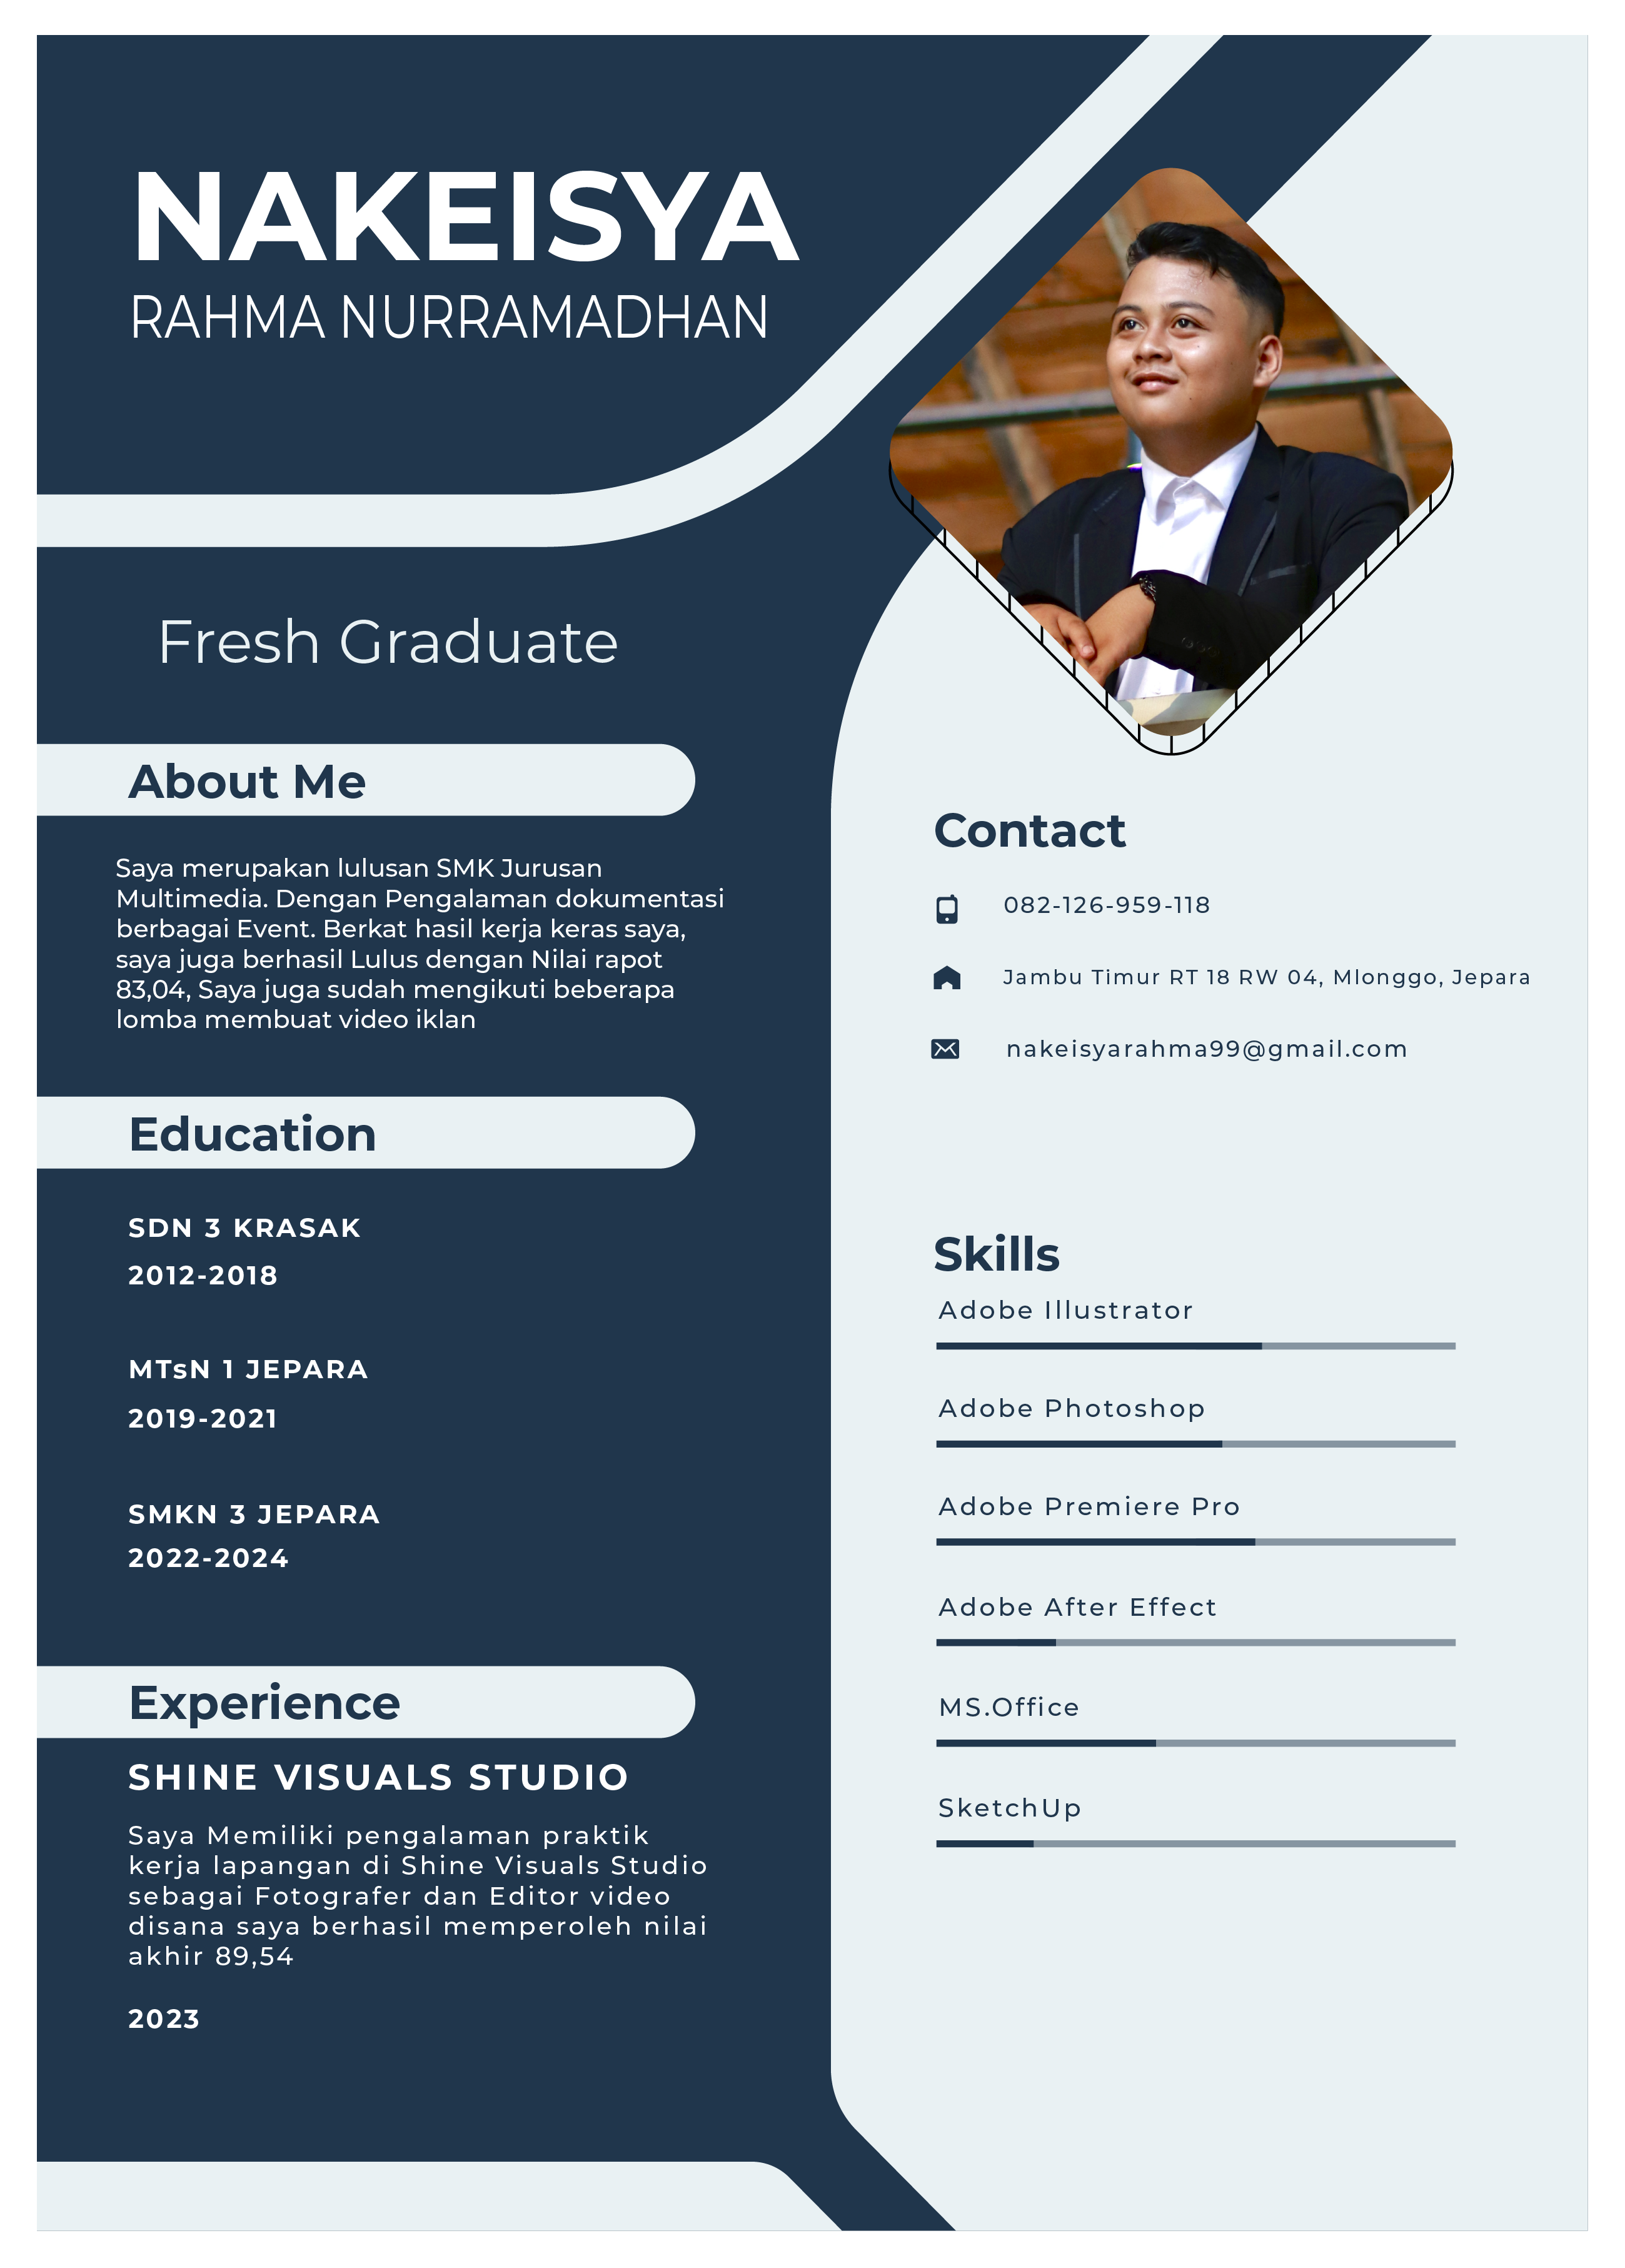 NAKEISYA
RAHMA NURRAMADHAN
Fresh Graduate
About Me
Saya merupakan lulusan SMK Jurusan
Multimedia. Dengan Pengalaman dokumentasi
berbagai Event. Berkat hasil kerja keras saya,
saya juga berhasil Lulus dengan Nilai rapot
83,04, Saya juga sudah mengikuti beberapa
lomba membuat video iklan
Education
SDN 3 KRASAK
2012-2018
MTsN 1 JEPARA
2019-2021
SMKN 3 JEPARA
2022-2024
Experience
SHINE VISUALS STUDIO
Saya Memiliki pengalaman praktik
kerja lapangan di Shine Visuals Studio
sebagai Fotografer dan Editor video
disana saya berhasil memperoleh nilai
akhir 89,54
2023
Contact
082-126-959-118
Jambu Timur RT 18 RW 04, Mlonggo, Jepara
nakeisyarahma99@gmail.com
Skills
Adobe Illustrator
Adobe Photoshop
Adobe Premiere Pro
Adobe After Effect
MS.Office
SketchUp